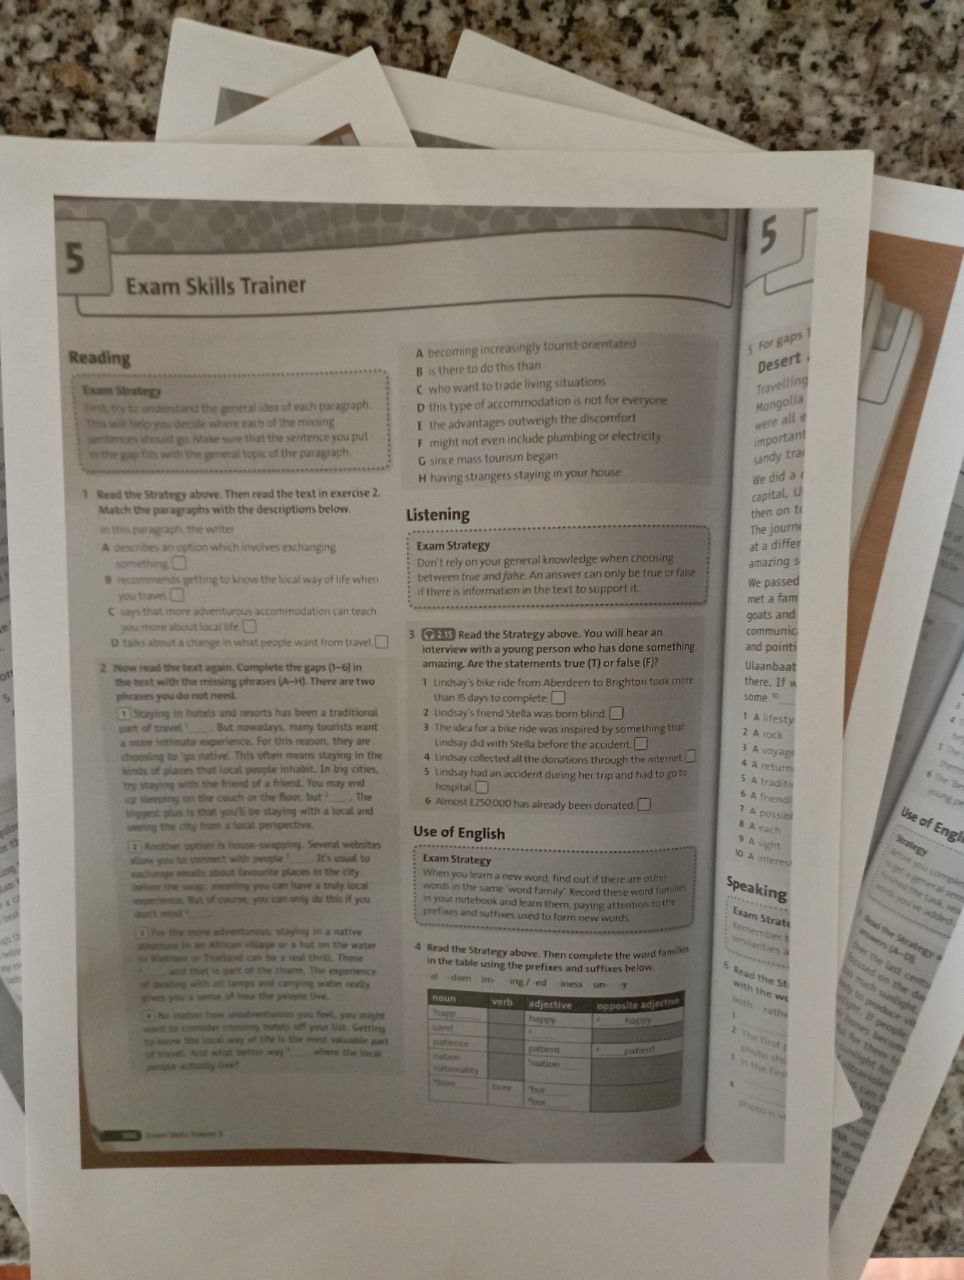 5
Exam Skills Trainer
Reading
Exam Strategy
First, try to understand the general idea of each paragraph.
This will help you decide where each of the missing
sentences should go. Make sure that the sentence you put
in the gap fits with the general topic of the paragraph.
1 Read the Strategy above. Then read the text in exercise 2.
Match the paragraphs with the descriptions below.
In this paragraph, the writer
A describes an option which involves exchanging
something.
B recommends getting to know the local way of life when
you travel.
C says that more adventurous accommodation can teach
you more about local life.
D talks about a change in what people want from travel.
2 Now read the text again. Complete the gaps (1–6) in
the text with the missing phrases (A–H). There are two
phrases you do not need.
1 Staying in hotels and resorts has been a traditional
part of travel 1____. But nowadays, many tourists want
a more intimate experience. For this reason, they are
choosing to 'go native'. This often means staying in the
kinds of places that local people inhabit. In big cities,
try staying with the friend of a friend. You may end
up sleeping on the couch or the floor, but 2____. The
biggest plus is that you'll be staying with a local and
seeing the city from a local perspective.
2 Another option is house-swapping. Several websites
allow you to connect with people 3____. It's usual to
exchange emails about favourite places in the city
before the swap, meaning you can have a truly local
experience. But of course, you can only do this if you
don't mind 4____.
3 For the more adventurous, staying in a native
structure in an African village or a hut on the water
in Vietnam or Thailand can be a real thrill. These
5____ and that is part of the charm. The experience
of dealing with oil lamps and carrying water really
gives you a sense of how the people live.
4 No matter how unadventurous you feel, you might
want to consider crossing hotels off your list. Getting
to know the local way of life is the most valuable part
of travel. And what better way 6____ where the local
people actually live?
Exam Skills Trainer 5
A becoming increasingly tourist-orientated
B is there to do this than
C who want to trade living situations
D this type of accommodation is not for everyone
E the advantages outweigh the discomfort
F might not even include plumbing or electricity
G since mass tourism began
H having strangers staying in your house
Listening
Exam Strategy
Don't rely on your general knowledge when choosing
between true and false. An answer can only be true or false
if there is information in the text to support it.
3 2.15 Read the Strategy above. You will hear an
interview with a young person who has done something
amazing. Are the statements true (T) or false (F)?
1 Lindsay's bike ride from Aberdeen to Brighton took more
than 15 days to complete.
2 Lindsay's friend Stella was born blind.
3 The idea for a bike ride was inspired by something that
Lindsay did with Stella before the accident.
4 Lindsay collected all the donations through the internet.
5 Lindsay had an accident during her trip and had to go to
hospital.
6 Almost £250,000 has already been donated.
Use of English
Exam Strategy
When you learn a new word, find out if there are other
words in the same 'word family'. Record these word families
in your notebook and learn them, paying attention to the
prefixes and suffixes used to form new words.
4 Read the Strategy above. Then complete the word families
in the table using the prefixes and suffixes below.
-al -dom im- -ing / -ed -iness un- -y
noun verb adjective opposite adjective
1happ____ happy 2____happy
sand 3____
patience patient 4____patient
nation 5nation____
nationality
6bore____ bore 7bor____
8bor____
5
5 For gaps 1
Desert
Travelling
Mongolia
were all e
important
sandy tra
We did a
capital, U
then on to
The journ
at a differ
amazing s
We passed
met a fam
goats and
communic
and pointi
Ulaanbaat
there. If w
some 10
1 A lifesty
2 A rock
3 A voyage
4 A return
5 A traditi
6 A friendl
7 A possibl
8 A each
9 A sight
10 A interest
Speaking
Exam Strate
Remember t
similarities a
6 Read the St
with the wo
both rathe
1
2 The first p
photo sho
3 In the first
4
photo is
Use of Engli
Strategy